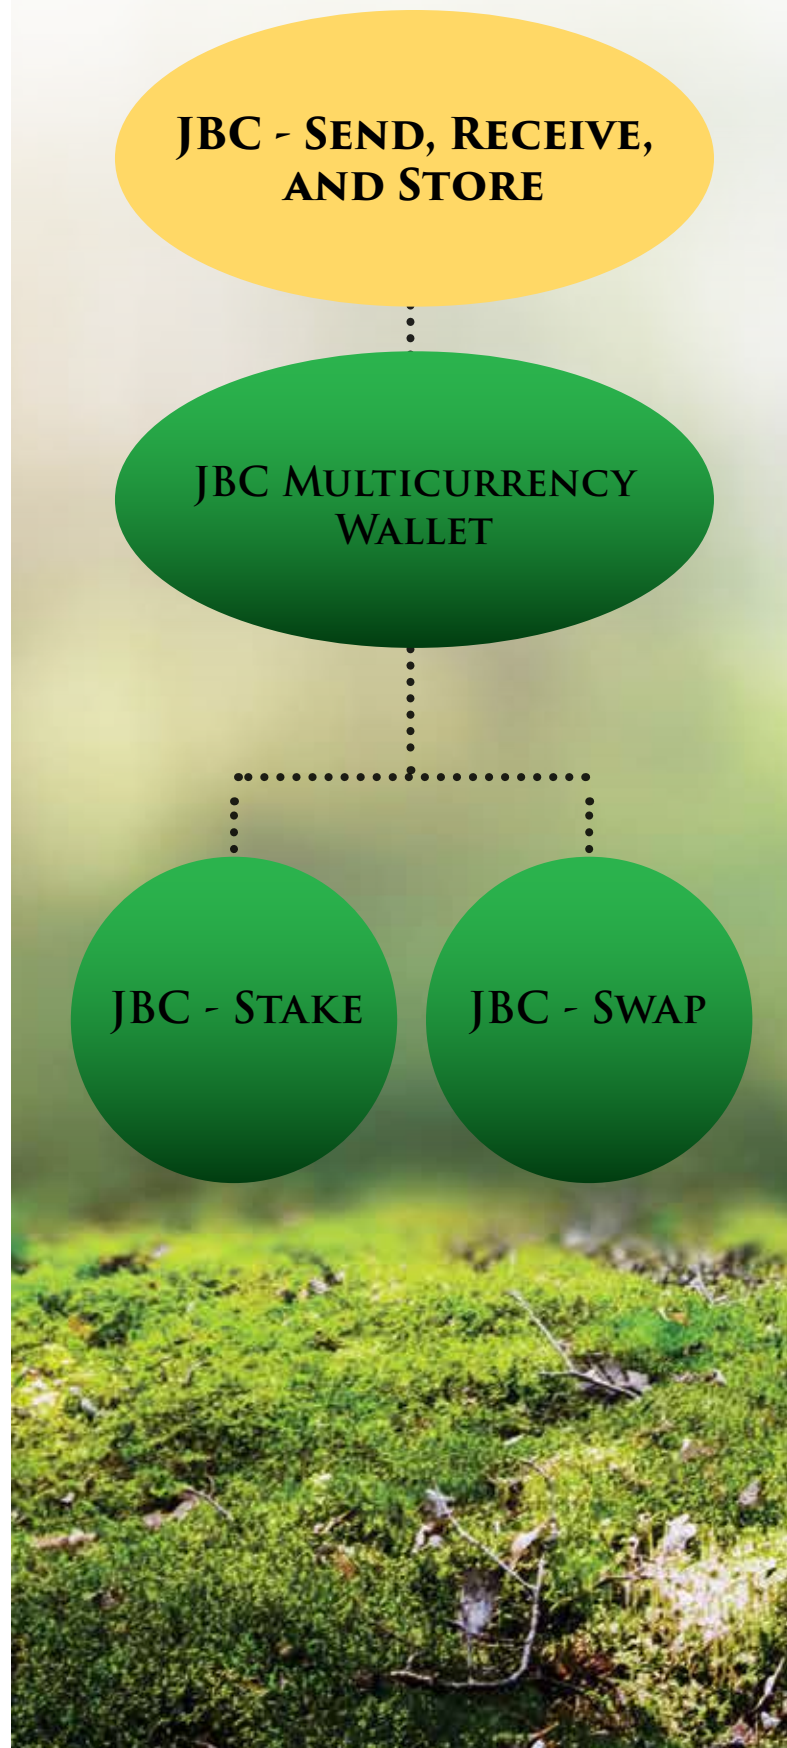 JBC - Send, Receive,
and Store
JBC Multicurrency
Wallet
JBC - Stake
JBC - Swap